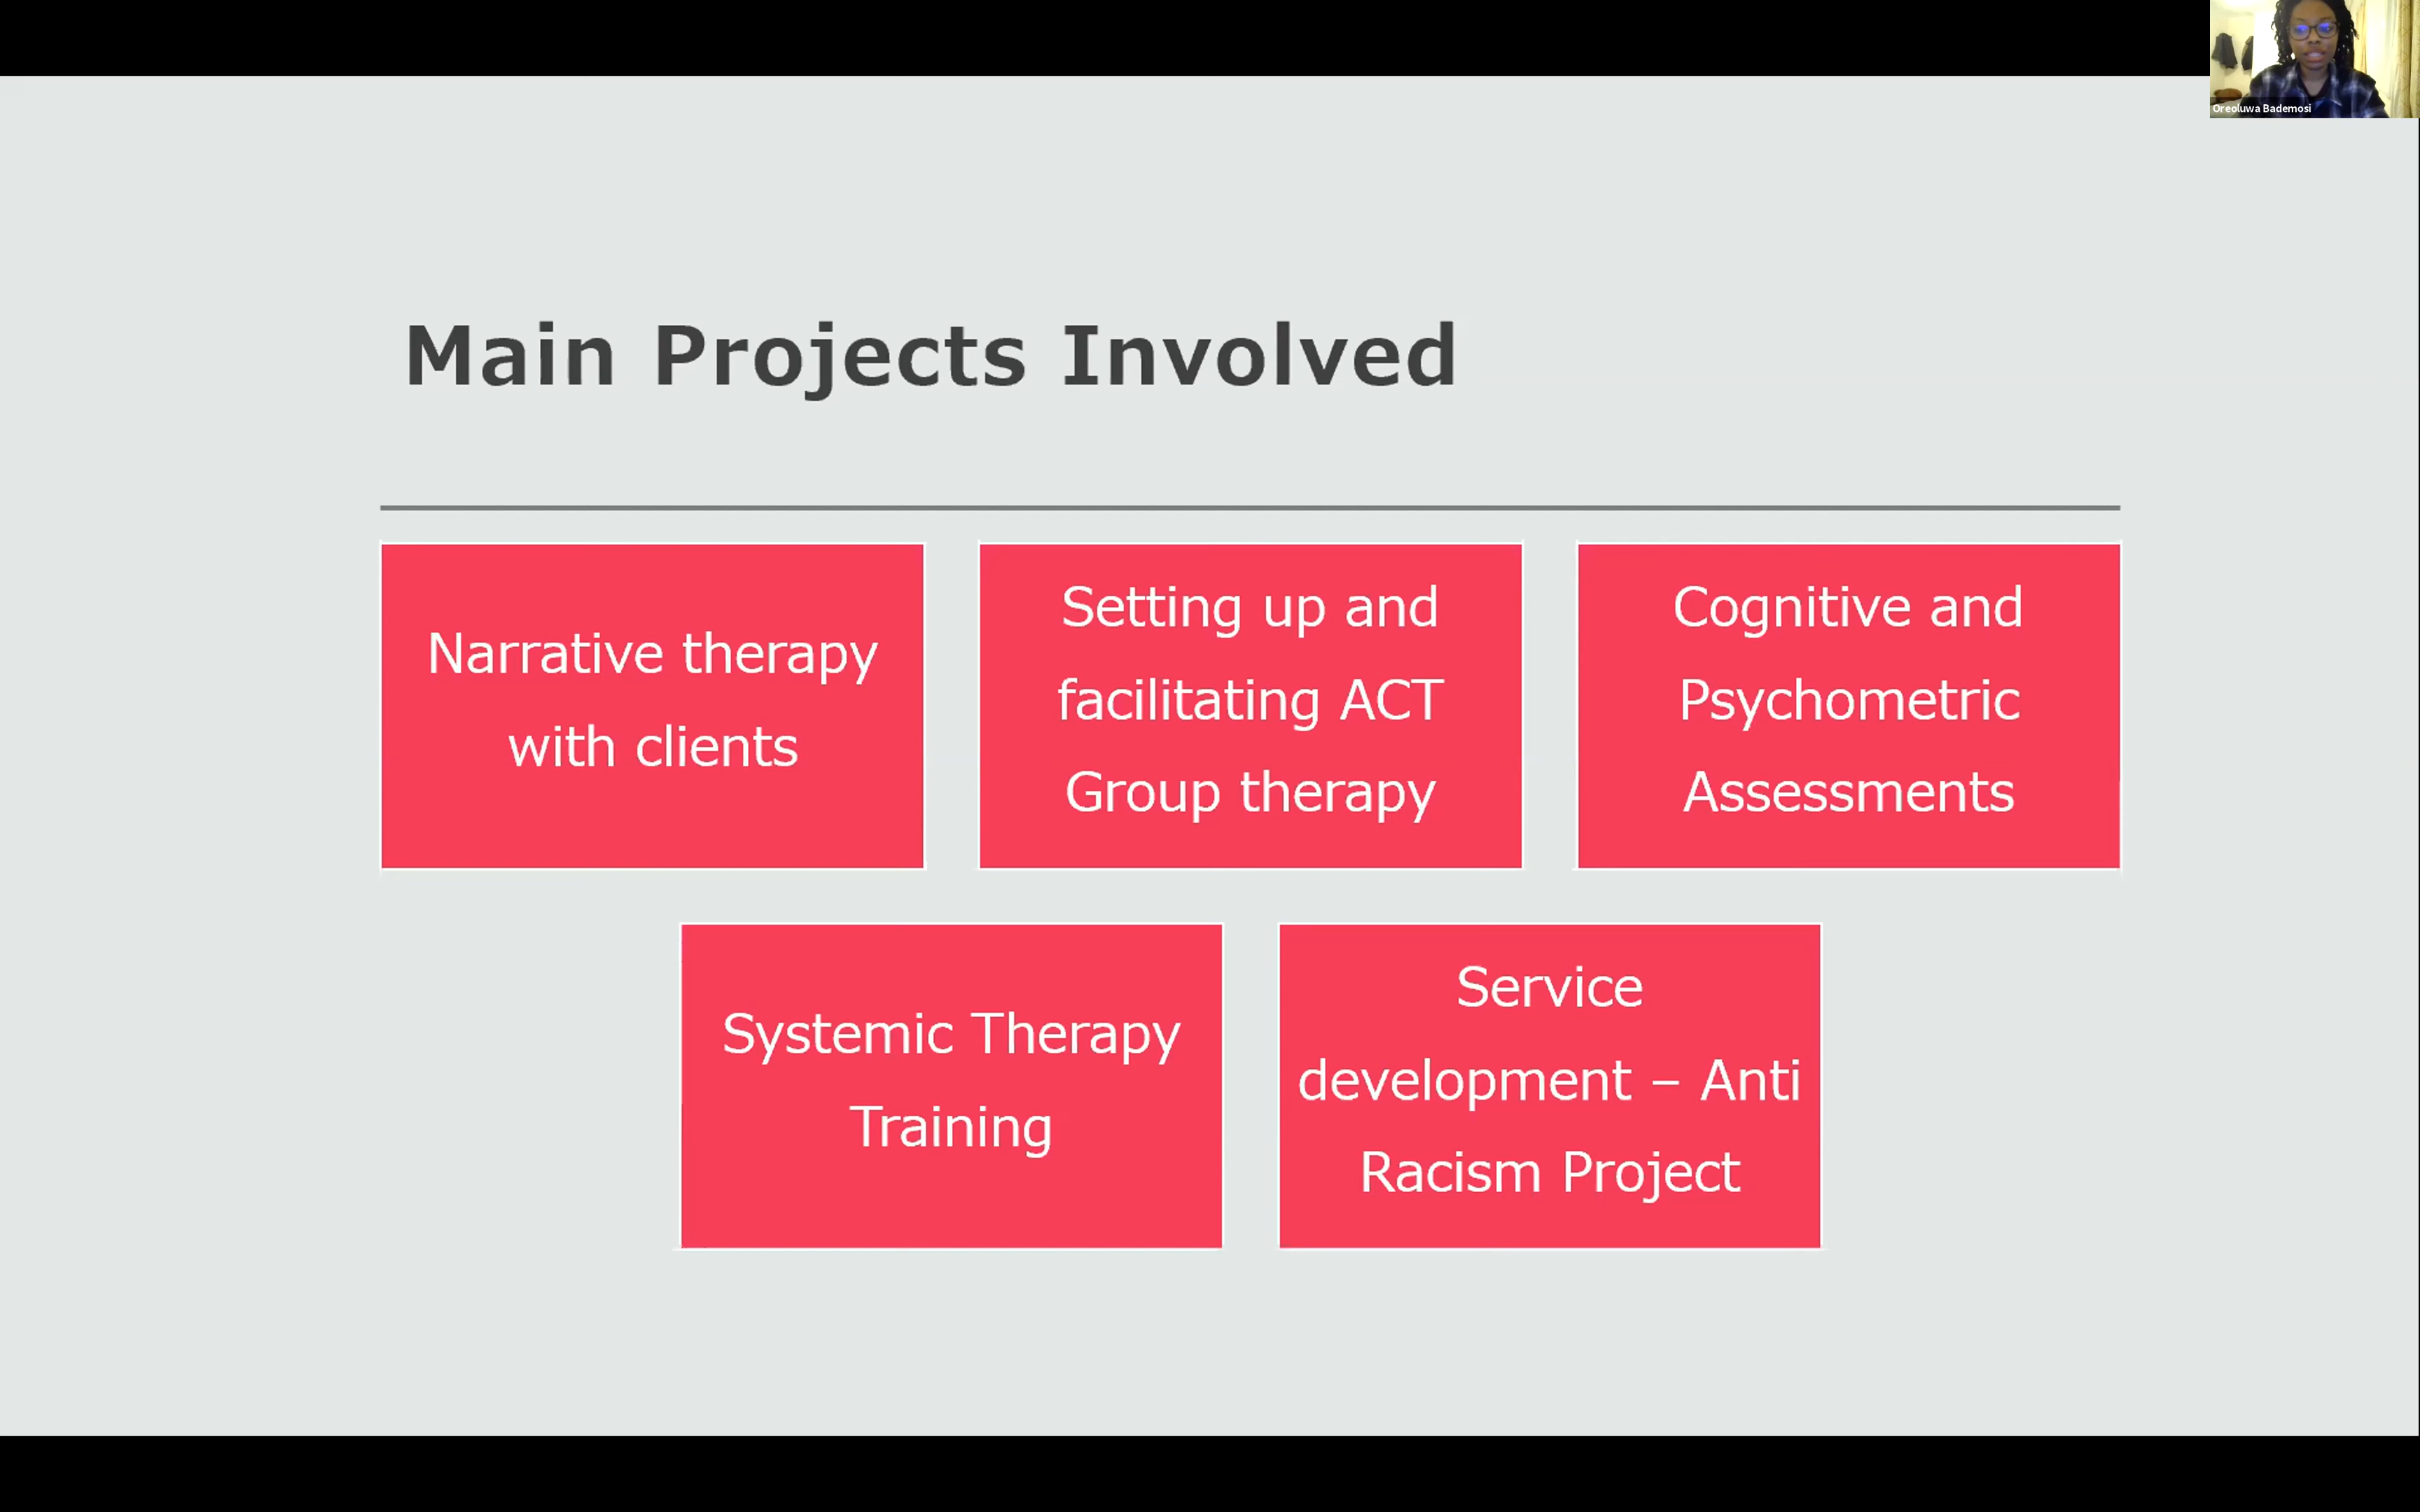 Oreoluwa Bademosi
Main Projects Involved
Narrative therapy
with clients
Setting up and
facilitating ACT
Group therapy
Cognitive and
Psychometric
Assessments
Systemic Therapy
Training
Service
development – Anti
Racism Project